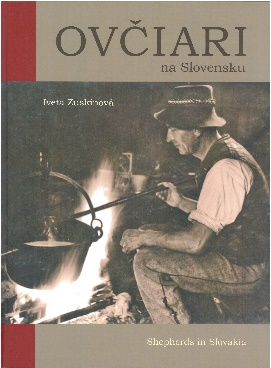 OVČIARI
na Slovensku
Iveta Zuskinová
Shepherds in Slovakia